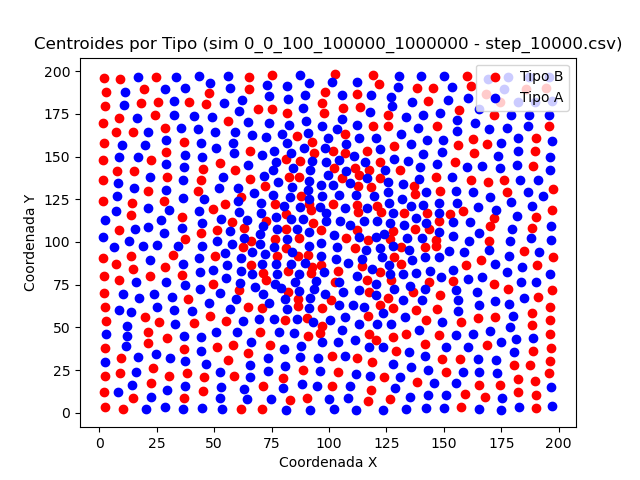 Centroides por Tipo (sim 0_0_100_100000_1000000 - step_10000.csv)
Tipo B
Tipo A
Coordenada Y
200
175
150
125
100
75
50
25
0
0 25 50 75 100 125 150 175 200
Coordenada X